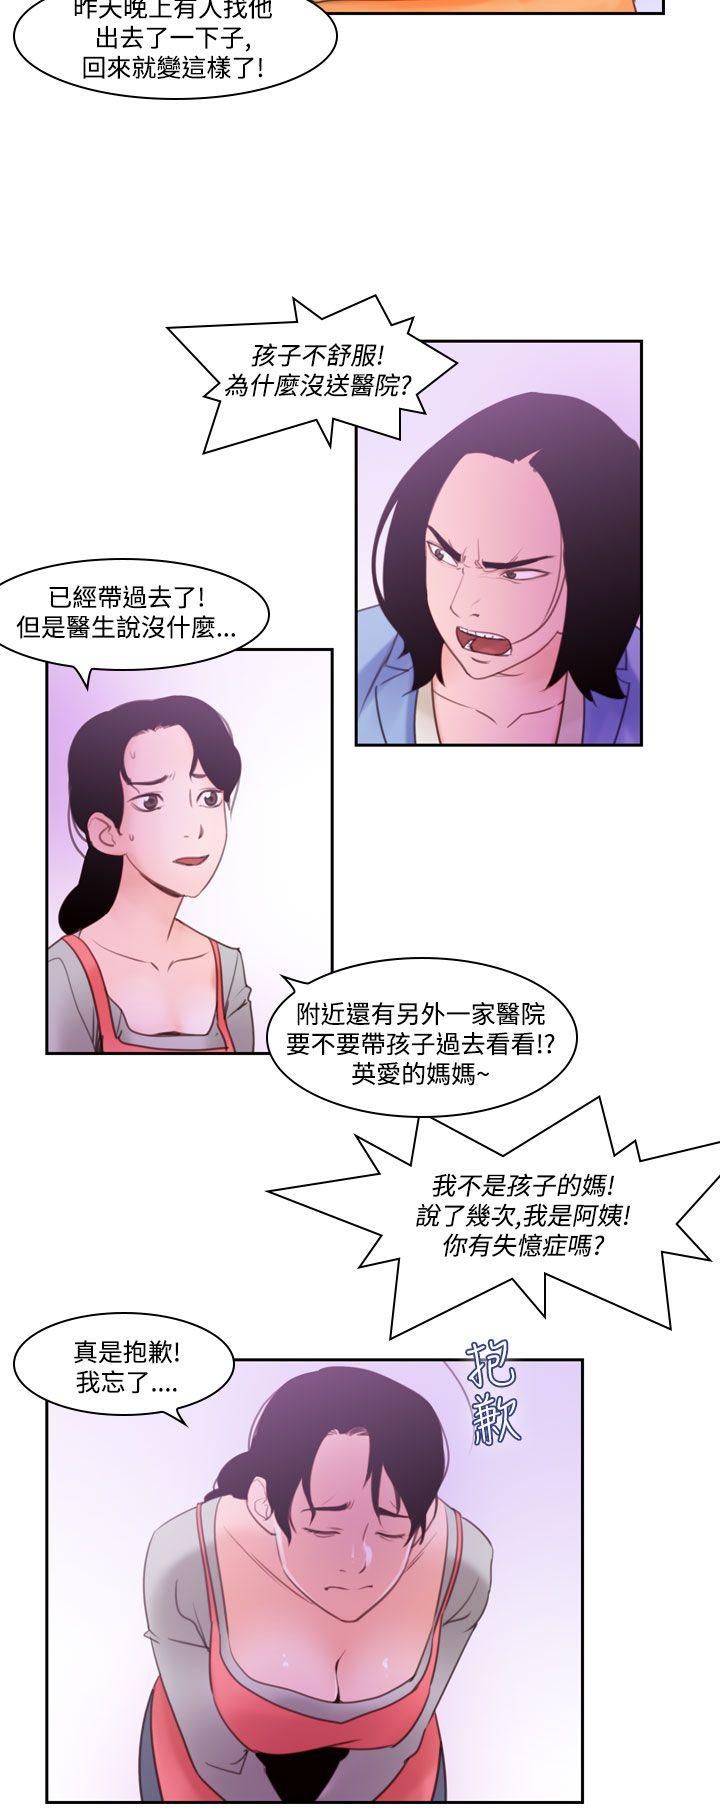 昨天晚上有人找他
出去了一下子,
回來就變這樣了!
孩子不舒服!
為什麼沒送醫院?
已經帶過去了!
但是醫生說沒什麼...
附近還有另外一家醫院
要不要帶孩子過去看看!?
英愛的媽媽~
我不是孩子的媽!
說了幾次,我是阿姨!
你有失憶症嗎?
真是抱歉!
我忘了....
抱
歉